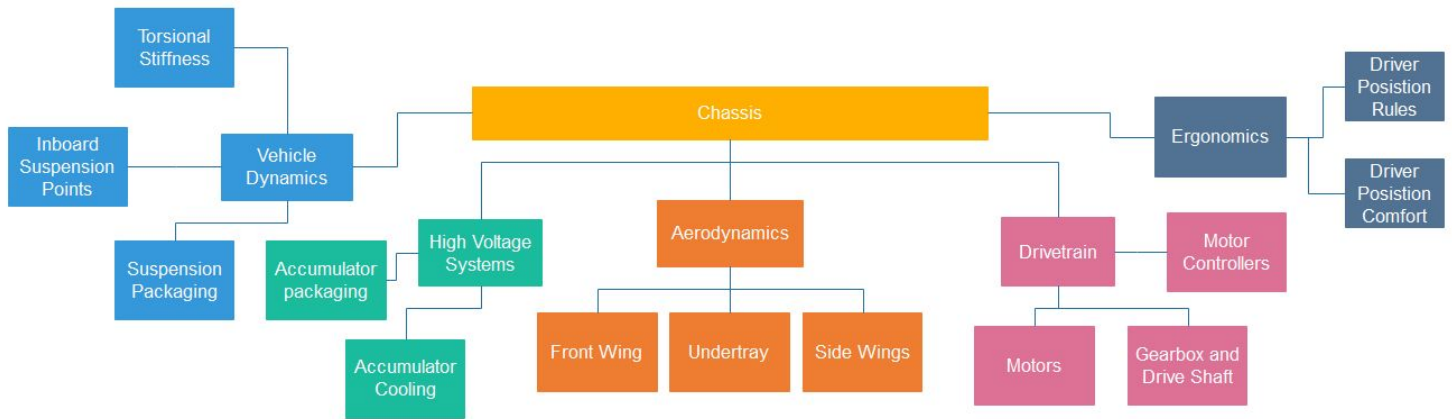 Torsional
Stiffness
Chassis
Driver
Posistion
Rules
Inboard
Suspension
Points
Vehicle
Dynamics
Ergonomics
Driver
Posistion
Comfort
High Voltage
Systems
Aerodynamics
Drivetrain
Motor
Controllers
Suspension
Packaging
Accumulator
packaging
Accumulator
Cooling
Front Wing
Undertray
Side Wings
Motors
Gearbox and
Drive Shaft